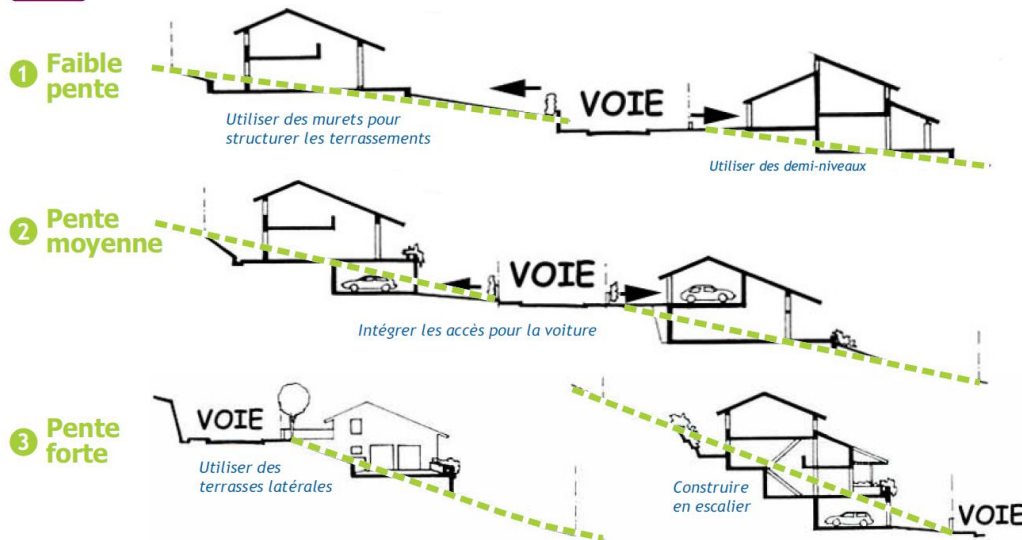 1 Faible
pente
Utiliser des murets pour
structurer les terrassements
VOIE
Utiliser des demi-niveaux
2 Pente
moyenne
VOIE
Intégrer les accès pour la voiture
3 Pente
forte
VOIE
Utiliser des
terrasses latérales
Construire
en escalier
VOIE